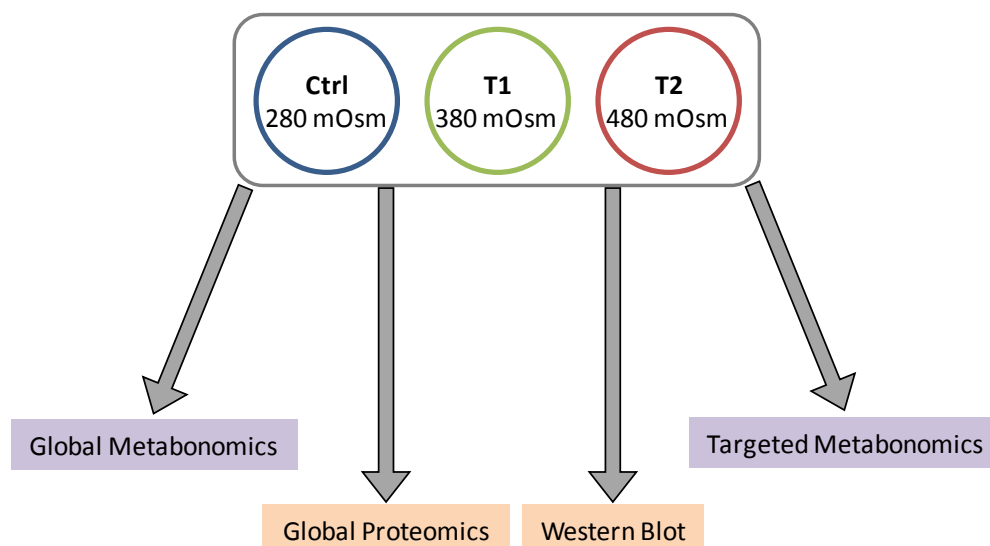 Ctrl
280 mOsm
T1
380 mOsm
T2
480 mOsm
Global Metabonomics
Targeted Metabonomics
Global Proteomics
Western Blot